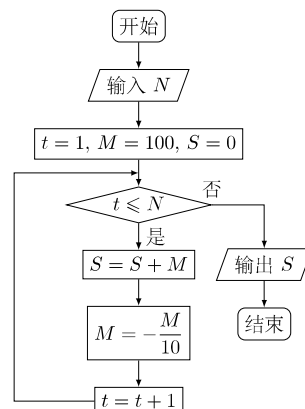 开始
输入 N
t = 1, M = 100, S = 0
t ⩽ N
否
是
S = S + M
输出 S
M = −M/10
结束
t = t + 1